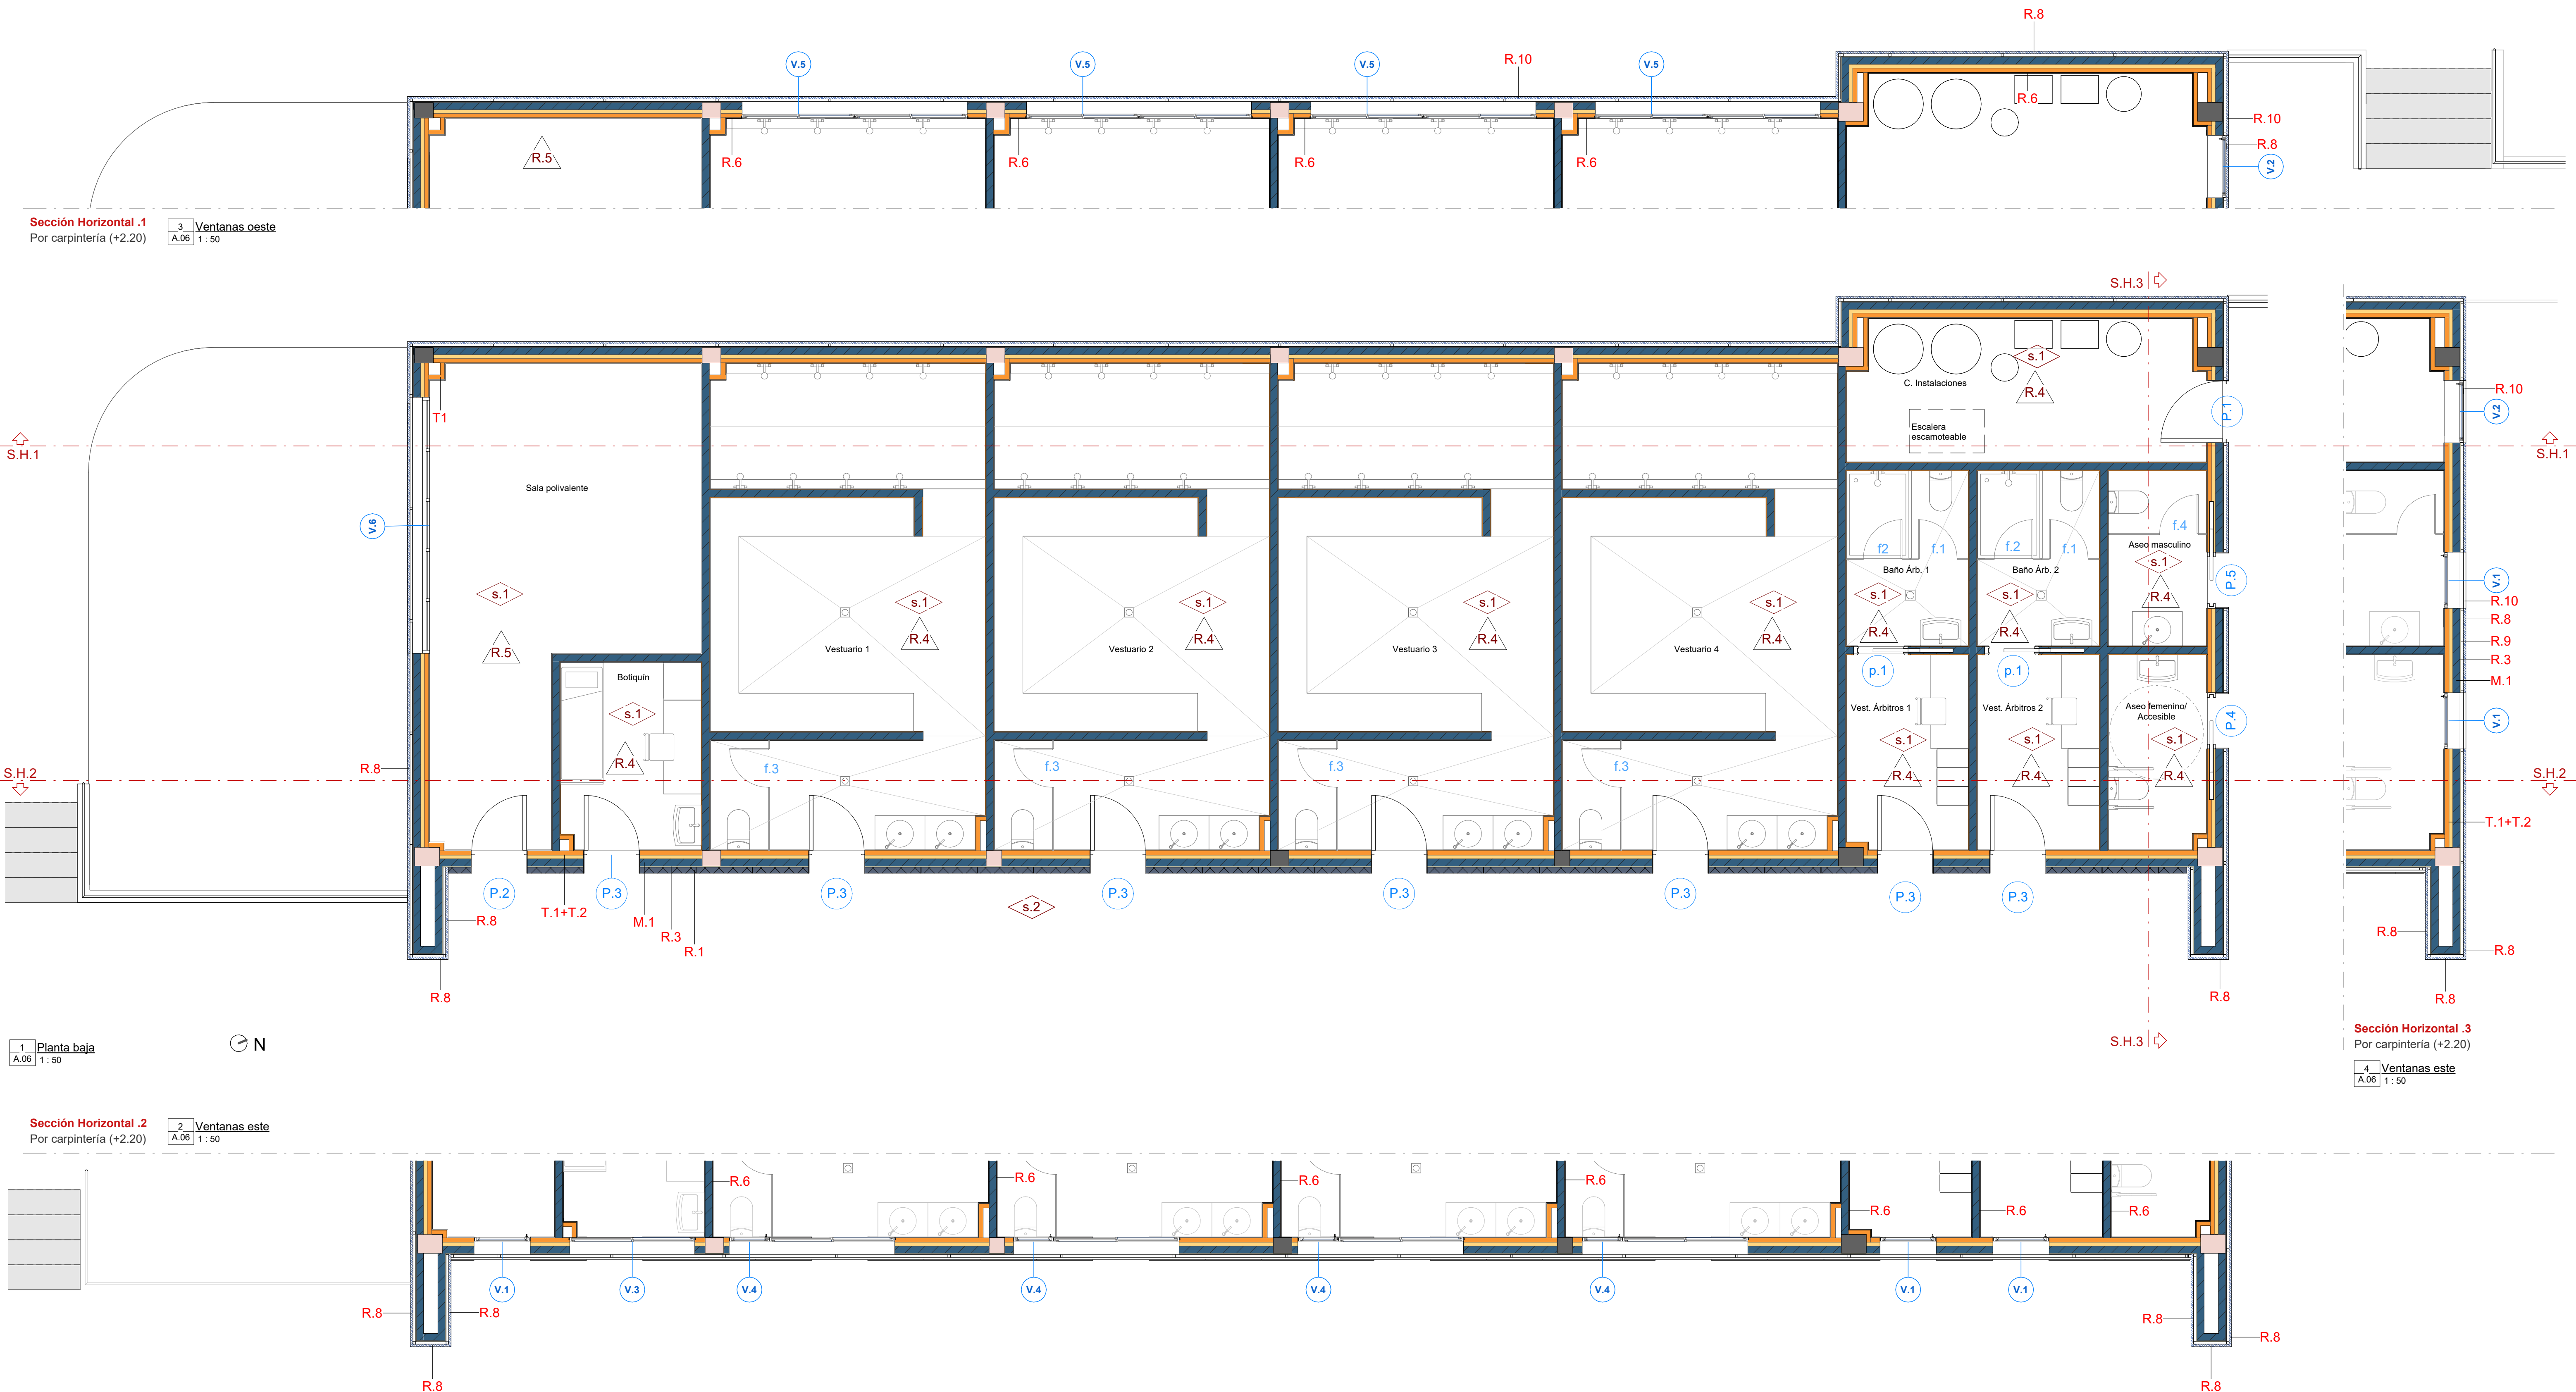 R.8
V.5
V.5
V.5
V.5
R.10
R.6
R.10
R.8
V.2
R.5
R.6
R.6
R.6
R.6
Sección Horizontal .1
Por carpintería (+2.20)
3
A.06
Ventanas oeste
1 : 50
S.H.3
T1
s.1
R.4
C. Instalaciones
Escalera
escamoteable
P.1
R.10
V.2
S.H.1
S.H.1
Sala polivalente
V.6
f2
f.1
f.2
f.1
f.4
Aseo masculino
Baño Árb. 1
Baño Árb. 2
s.1
s.1
s.1
s.1
s.1
s.1
s.1
s.1
R.5
R.4
R.4
R.4
R.4
R.4
R.4
R.4
P.5
V.1
R.10
R.8
R.9
R.3
M.1
V.1
Vestuario 1
Vestuario 2
Vestuario 3
Vestuario 4
p.1
p.1
Botiquín
s.1
R.4
Vest. Árbitros 1
Vest. Árbitros 2
Aseo femenino/
Accesible
P.4
s.1
s.1
s.1
R.4
R.4
R.4
R.8
f.3
f.3
f.3
f.3
S.H.2
S.H.2
T.1+T.2
P.2
P.3
P.3
P.3
P.3
P.3
P.3
P.3
R.8
T.1+T.2
M.1
R.3
R.1
s.2
R.8
R.8
R.8
R.8
R.8
R.8
Sección Horizontal .3
Por carpintería (+2.20)
S.H.3
1
A.06
Planta baja
1 : 50
N
4
A.06
Ventanas este
1 : 50
Sección Horizontal .2
Por carpintería (+2.20)
2
A.06
Ventanas este
1 : 50
R.6
R.6
R.6
R.6
R.6
R.6
R.6
V.1
V.3
V.4
V.4
V.4
V.4
V.1
V.1
R.8
R.8
R.8
R.8
R.8
R.8